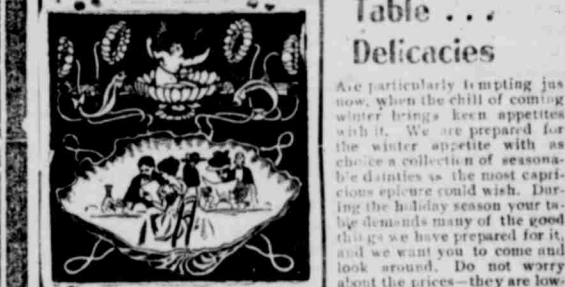 Table ...
Delicacies
Are particularly tempting jus
now, when the chill of coming
winter brings keen appetites
with it. We are prepared for
the winter appetite with as
choice a collection of seasona-
ble dainties as the most capri-
cious epicure could wish. Dur-
ing the holiday season your ta-
ble demands many of the good
things we have prepared for it,
and we want you to come and
look around. Do not worry
about the prices—they are low-